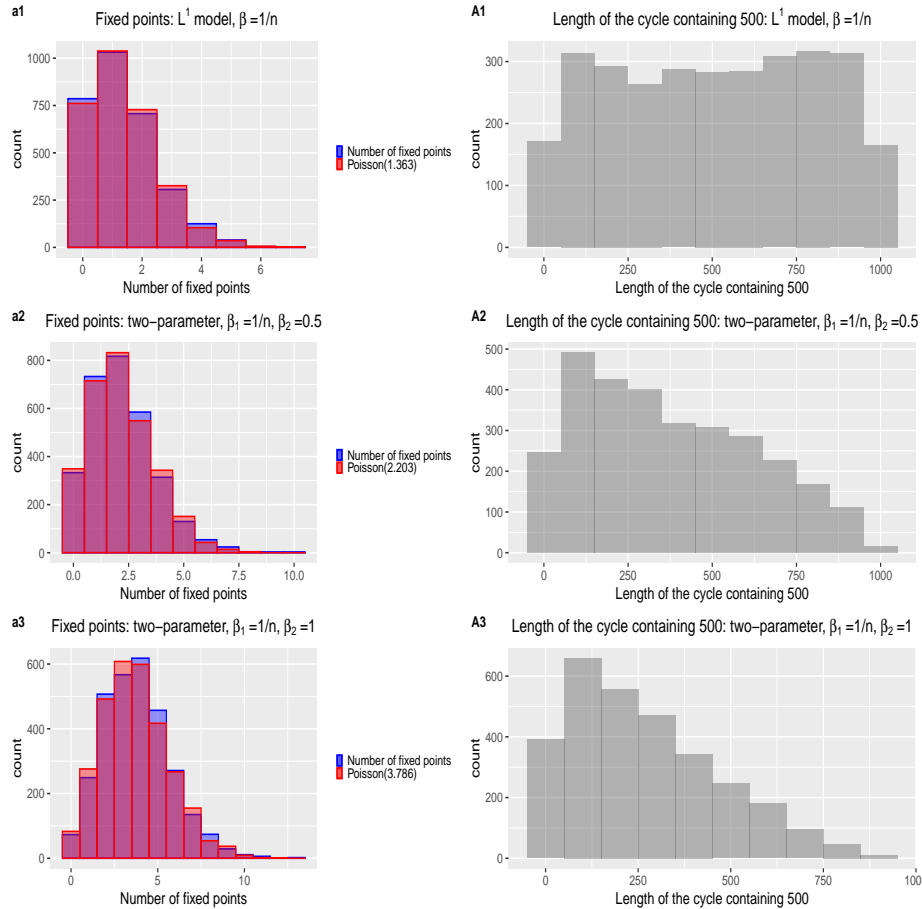 a1
Fixed points: L¹ model, β =1/n
1000
750
500
250
0
count
0 2 4 6
Number of fixed points
Number of fixed points
Poisson(1.363)
A1
Length of the cycle containing 500: L¹ model, β =1/n
300
200
100
0
count
0 250 500 750 1000
Length of the cycle containing 500
a2
Fixed points: two−parameter, β₁ =1/n, β₂ =0.5
800
600
400
200
0
count
0.0 2.5 5.0 7.5 10.0
Number of fixed points
Number of fixed points
Poisson(2.203)
A2
Length of the cycle containing 500: two−parameter, β₁ =1/n, β₂ =0.5
500
400
300
200
100
0
count
0 250 500 750 1000
Length of the cycle containing 500
a3
Fixed points: two−parameter, β₁ =1/n, β₂ =1
600
400
200
0
count
0 5 10
Number of fixed points
Number of fixed points
Poisson(3.786)
A3
Length of the cycle containing 500: two−parameter, β₁ =1/n, β₂ =1
600
400
200
0
count
0 250 500 750 100
Length of the cycle containing 500